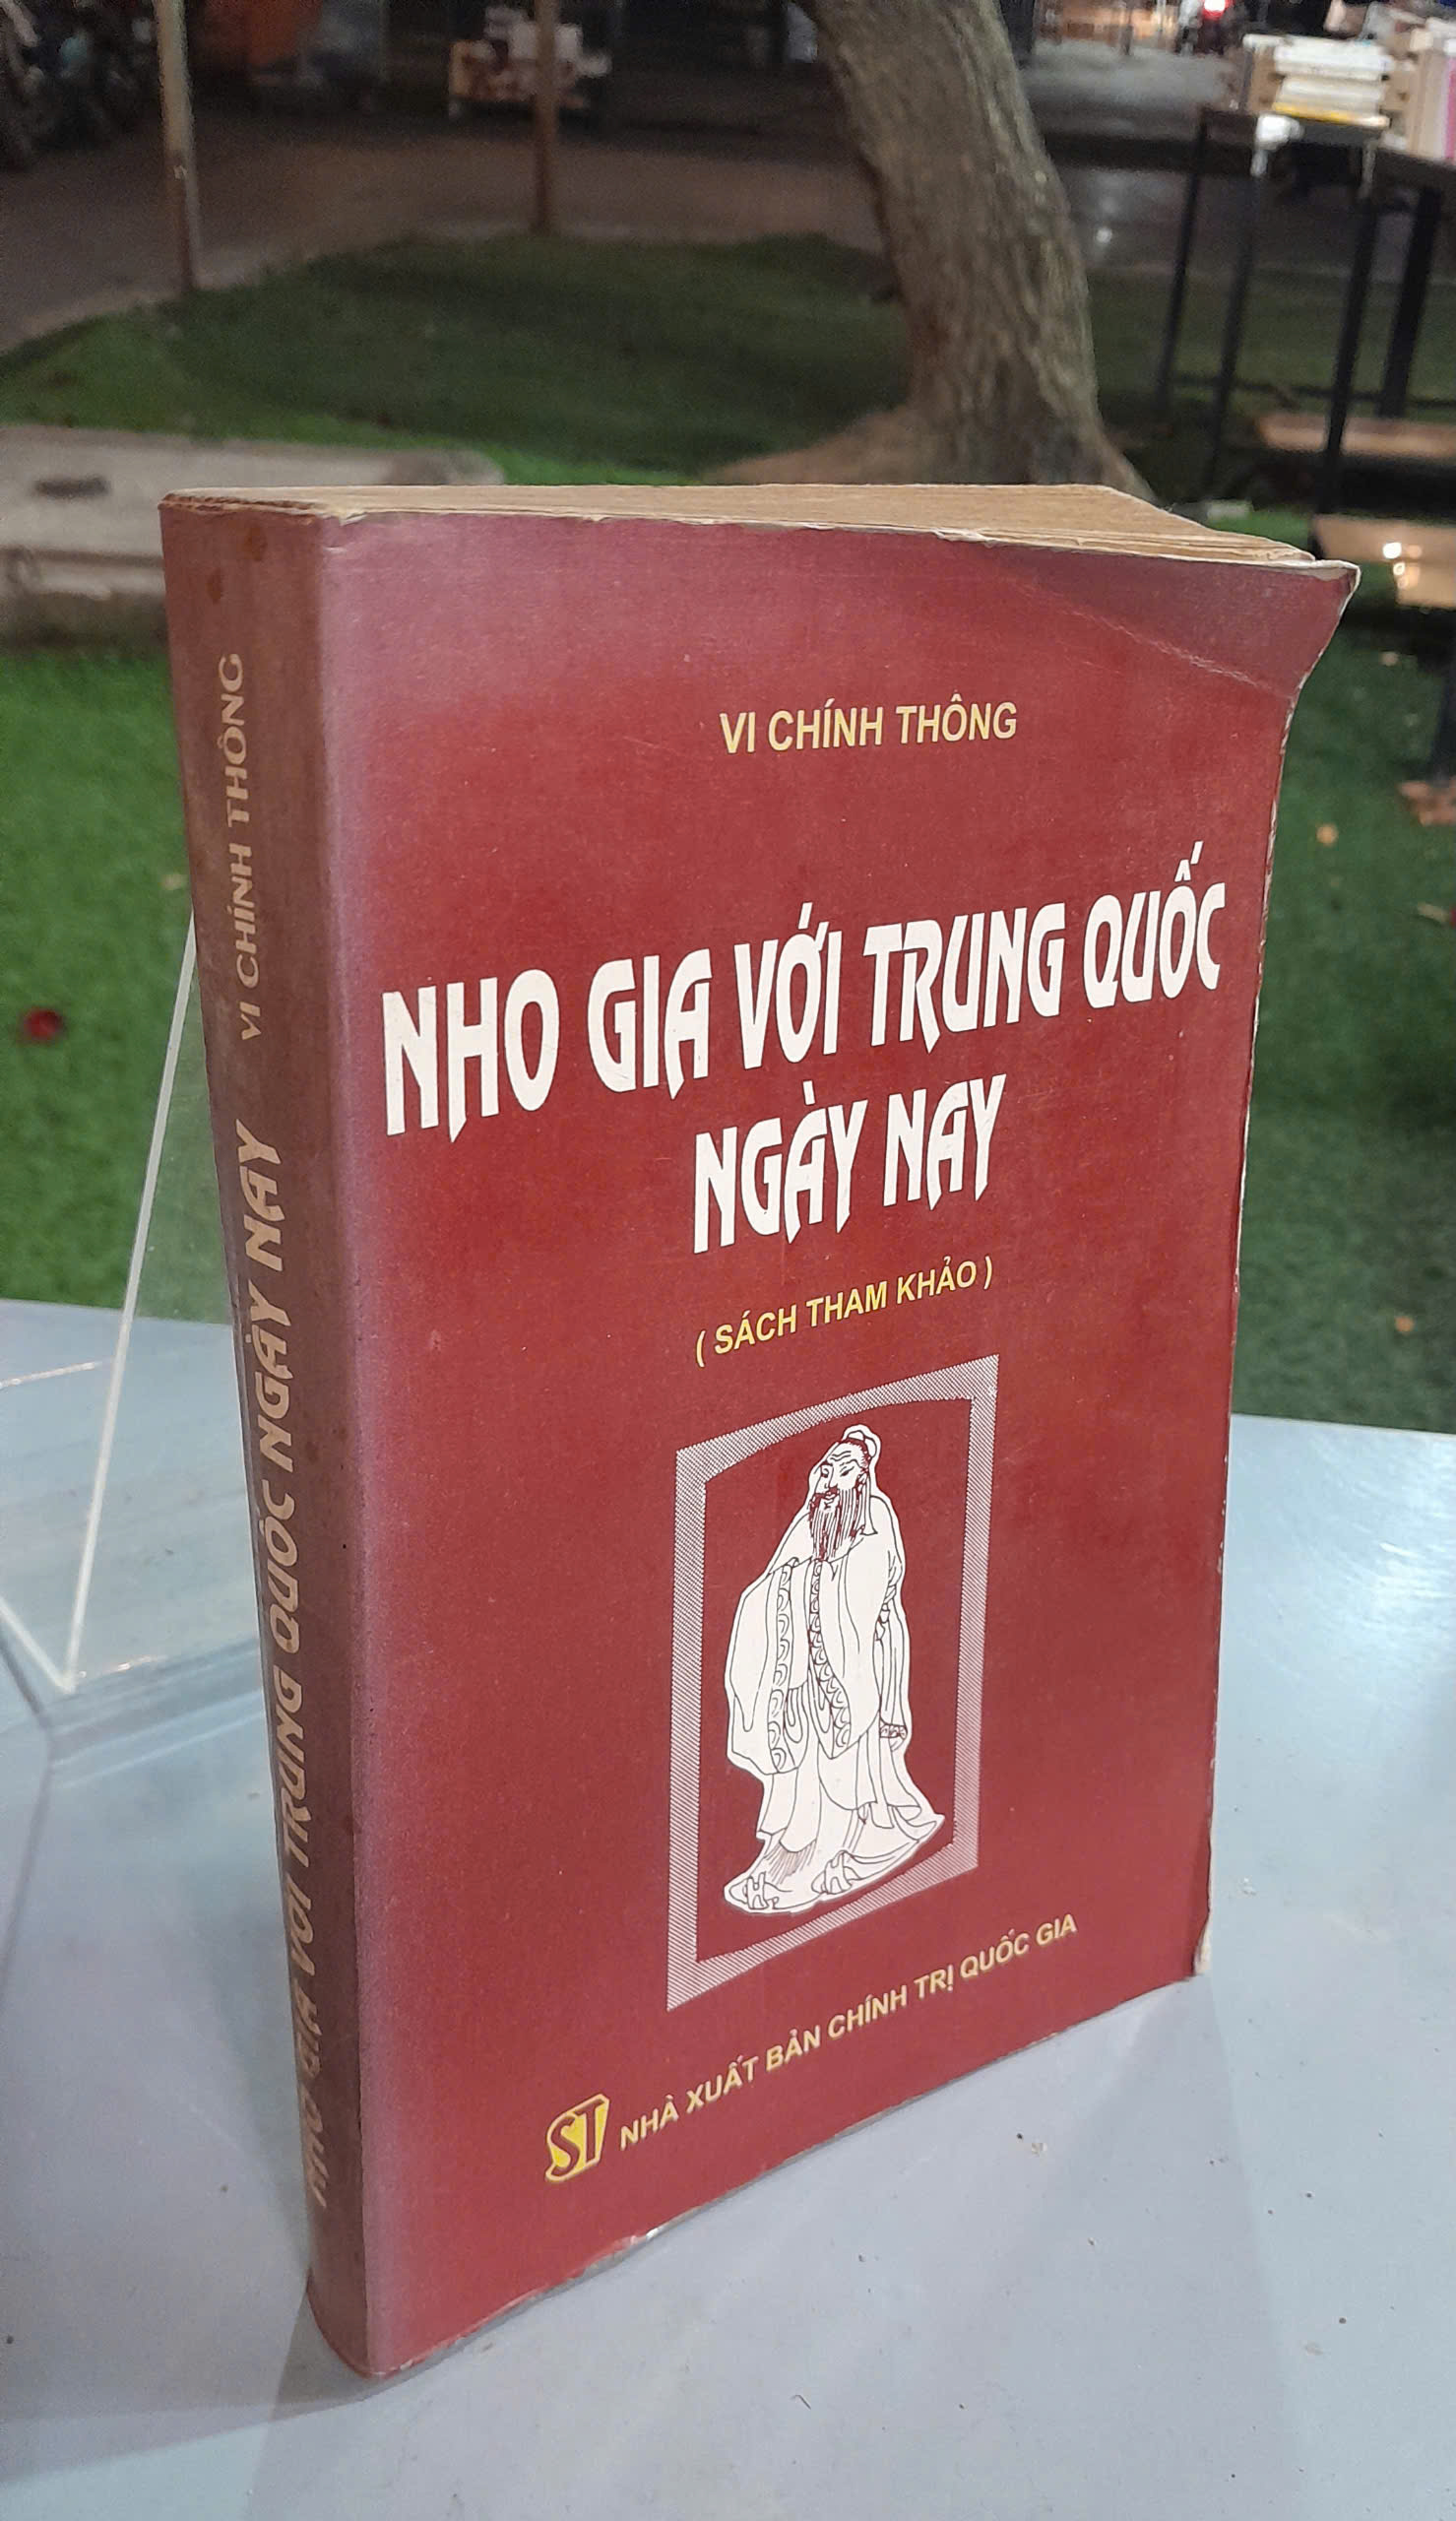 VI CHÍNH THÔNG
NHO GIA VỚI TRUNG QUỐC
NGÀY NAY
( SÁCH THAM KHẢO )
ST NHÀ XUẤT BẢN CHÍNH TRỊ QUỐC GIA
NHO GIA VỚI TRUNG QUỐC NGÀY NAY VI CHÍNH THÔNG